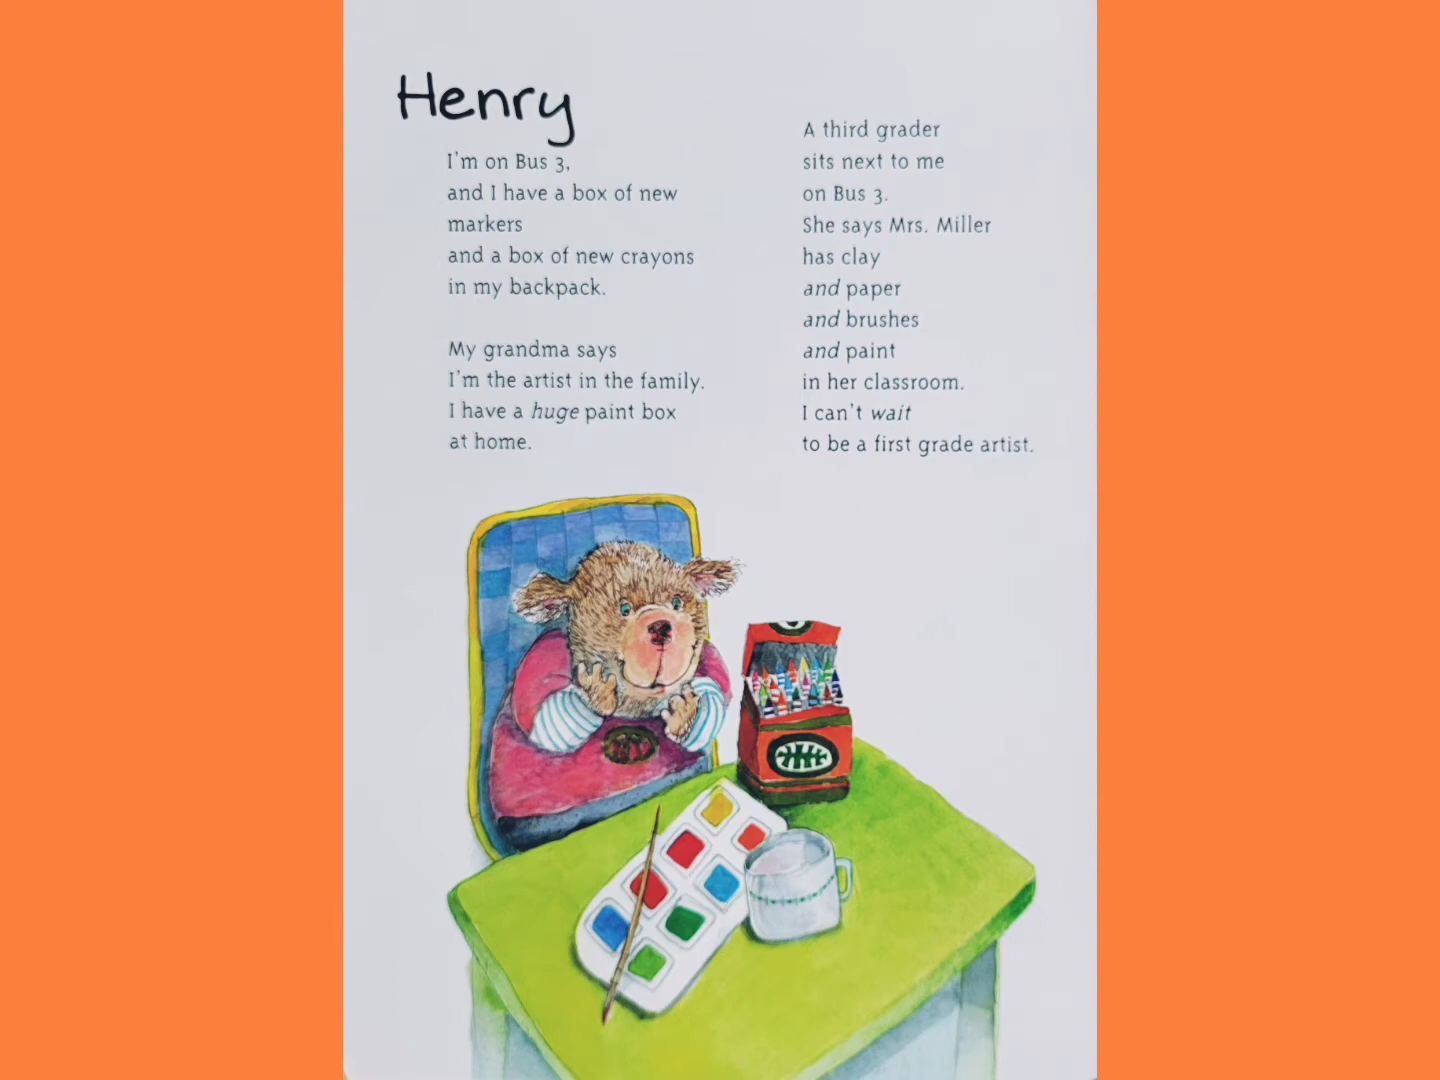 Henry
I'm on Bus 3,
and I have a box of new
markers
and a box of new crayons
in my backpack.
My grandma says
I'm the artist in the family.
I have a huge paint box
at home.
A third grader
sits next to me
on Bus 3.
She says Mrs. Miller
has clay
and paper
and brushes
and paint
in her classroom.
I can't wait
to be a first grade artist.